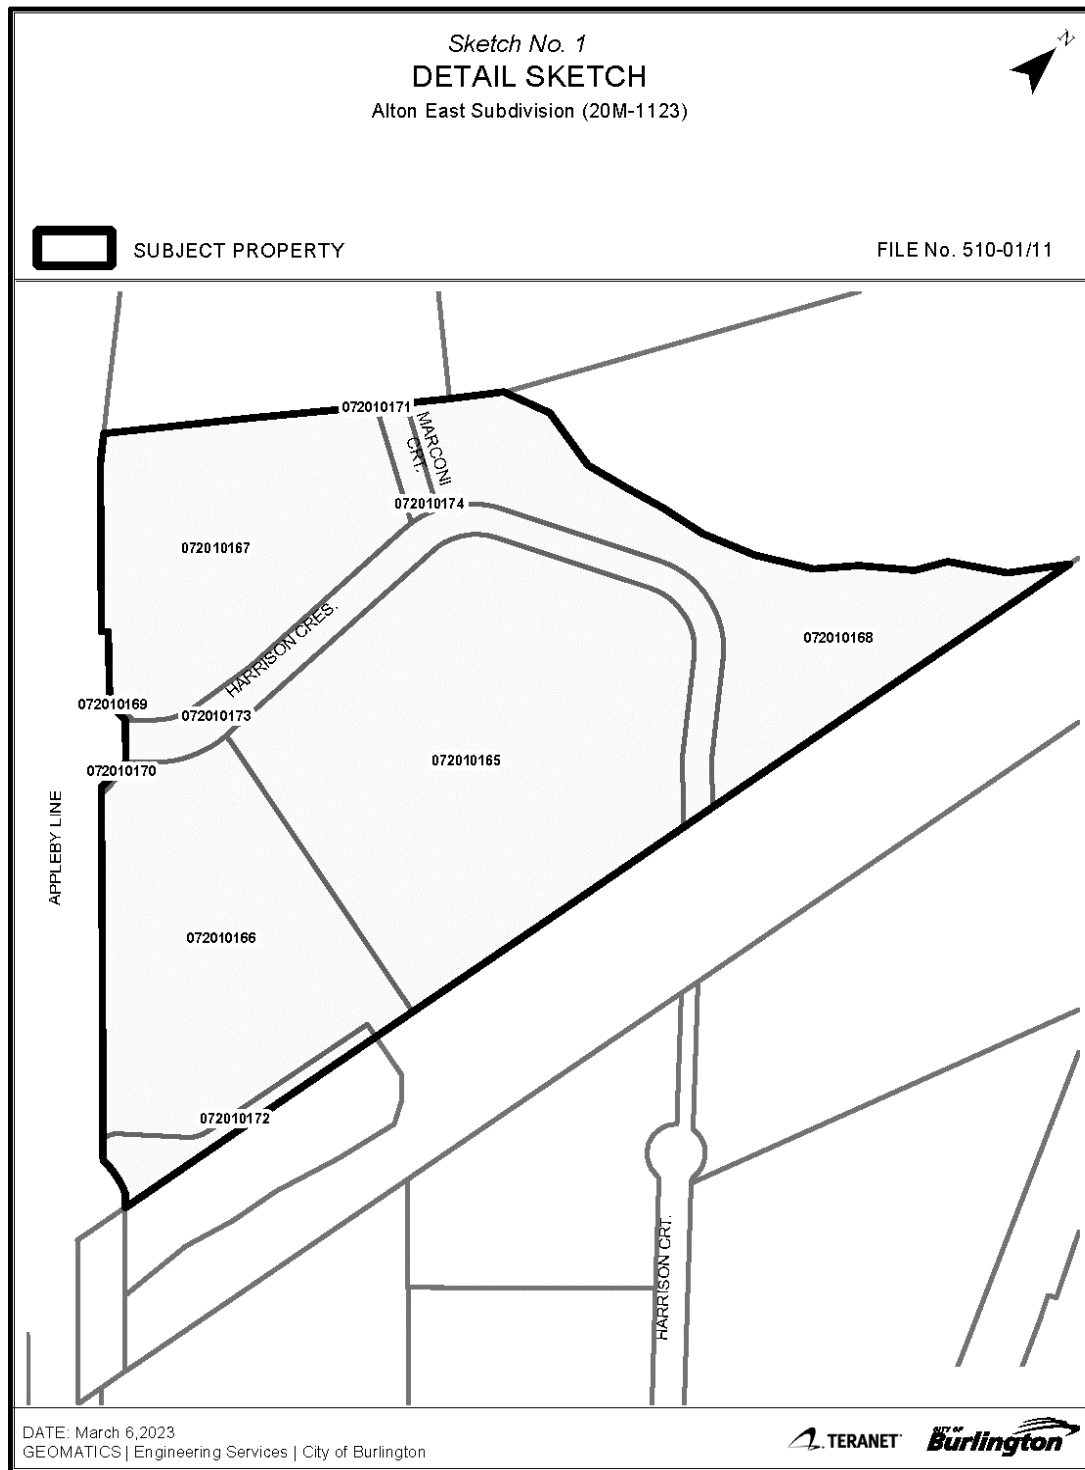 Sketch No. 1
N
DETAIL SKETCH
Alton East Subdivision (20M-1123)
SUBJECT PROPERTY
FILE No. 510-01/11
072010171
MARCONI
CRT.
072010174
072010167
HARRISON CRES.
072010168
072010169
072010173
072010165
072010170
APPLEBY LINE
072010166
072010172
HARRISON CRT.
DATE: March 6,2023
GEOMATICS | Engineering Services | City of Burlington
TERANET
CITY OF
Burlington